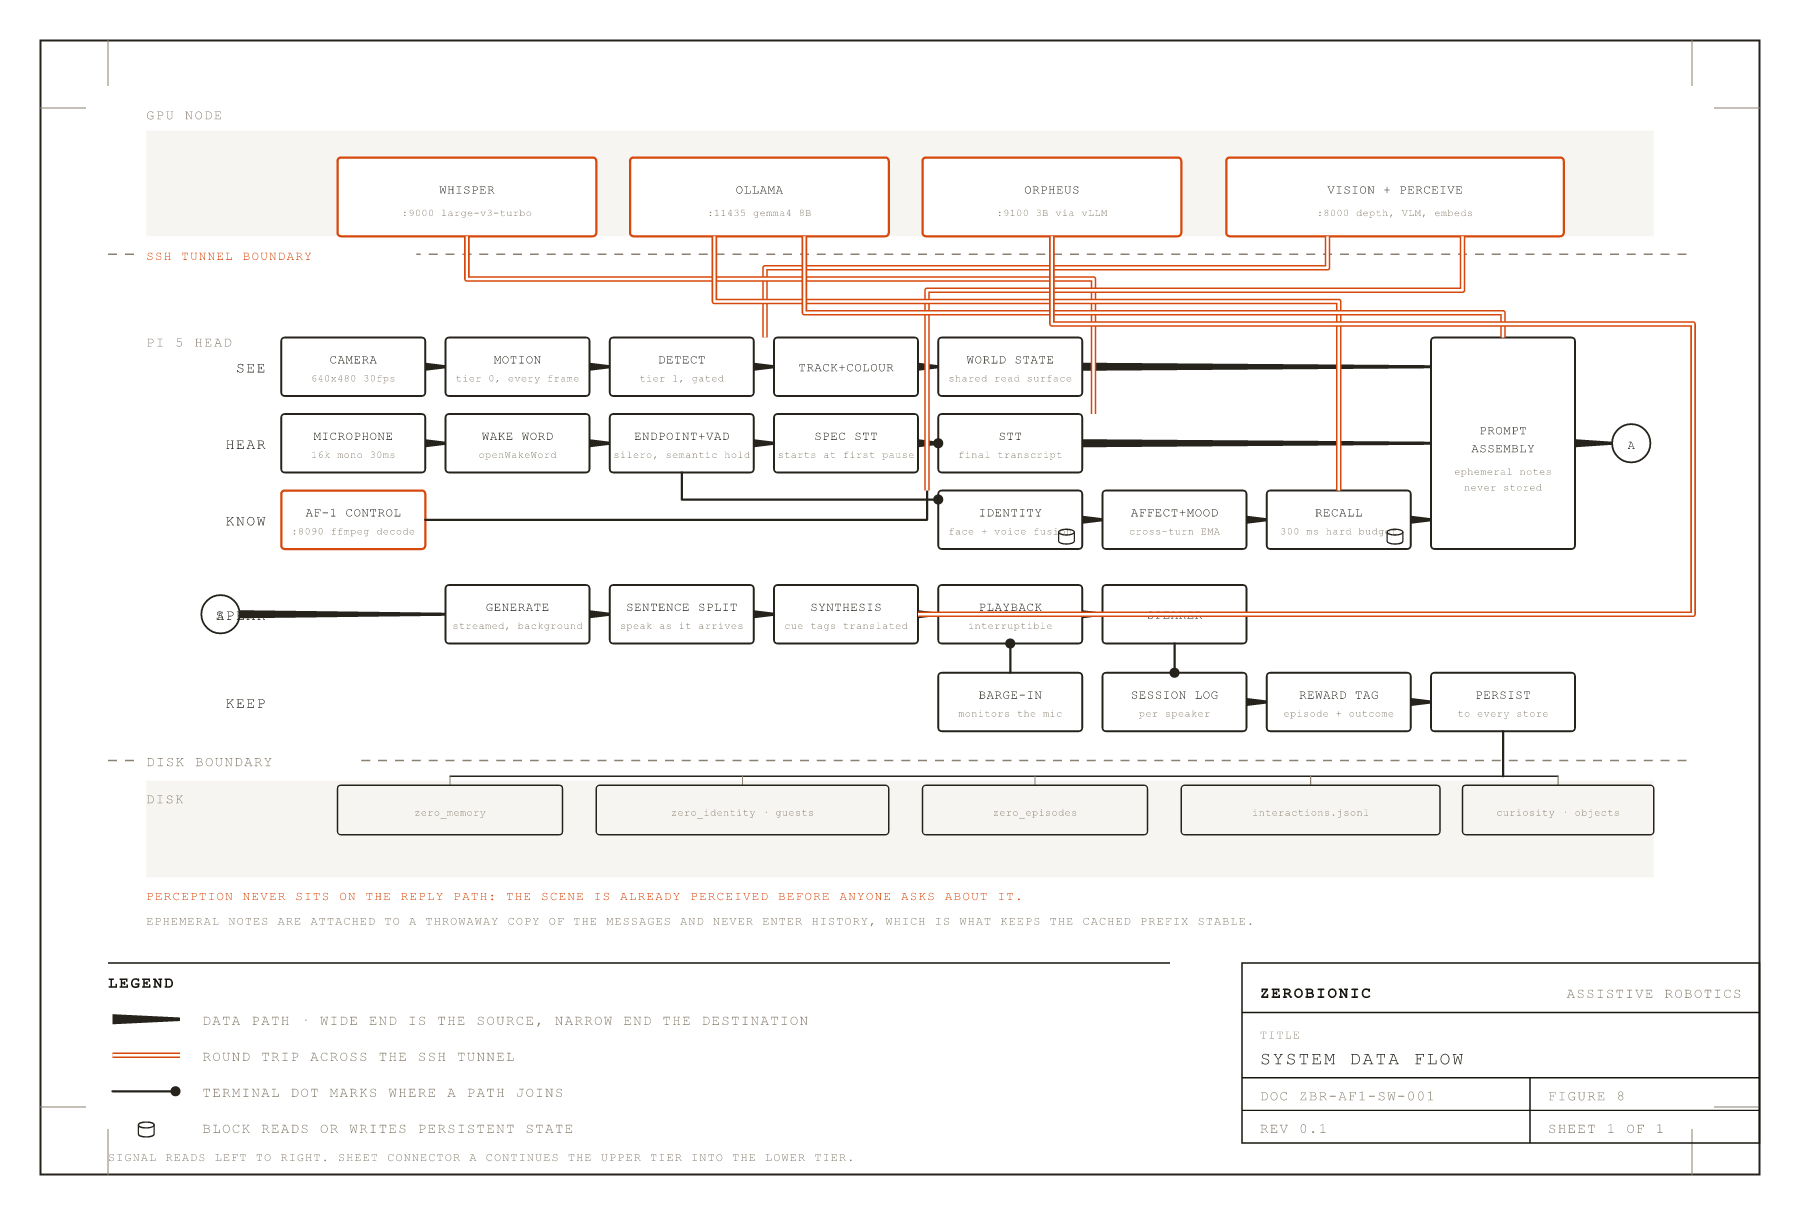 GPU NODE
WHISPER
:9000 large-v3-turbo
OLLAMA
:11435 gemma4 8B
ORPHEUS
:9100 3B via vLLM
VISION + PERCEIVE
:8000 depth, VLM, embeds
SSH TUNNEL BOUNDARY
PI 5 HEAD
SEE
CAMERA
640x480 30fps
MOTION
tier 0, every frame
DETECT
tier 1, gated
TRACK+COLOUR
WORLD STATE
shared read surface
HEAR
MICROPHONE
16k mono 30ms
WAKE WORD
openWakeWord
ENDPOINT+VAD
silero, semantic hold
SPEC STT
starts at first pause
STT
final transcript
PROMPT
ASSEMBLY
ephemeral notes
never stored
A
KNOW
AF-1 CONTROL
:8090 ffmpeg decode
IDENTITY
face + voice fusion
AFFECT+MOOD
cross-turn EMA
RECALL
300 ms hard budget
SPEAK
GENERATE
streamed, background
SENTENCE SPLIT
speak as it arrives
SYNTHESIS
cue tags translated
PLAYBACK
interruptible
SPEAKER
KEEP
BARGE-IN
monitors the mic
SESSION LOG
per speaker
REWARD TAG
episode + outcome
PERSIST
to every store
DISK BOUNDARY
DISK
zero_memory
zero_identity · guests
zero_episodes
interactions.jsonl
curiosity · objects
PERCEPTION NEVER SITS ON THE REPLY PATH: THE SCENE IS ALREADY PERCEIVED BEFORE ANYONE ASKS ABOUT IT.
EPHEMERAL NOTES ARE ATTACHED TO A THROWAWAY COPY OF THE MESSAGES AND NEVER ENTER HISTORY, WHICH IS WHAT KEEPS THE CACHED PREFIX STABLE.
LEGEND
DATA PATH · WIDE END IS THE SOURCE, NARROW END THE DESTINATION
ROUND TRIP ACROSS THE SSH TUNNEL
TERMINAL DOT MARKS WHERE A PATH JOINS
BLOCK READS OR WRITES PERSISTENT STATE
SIGNAL READS LEFT TO RIGHT. SHEET CONNECTOR A CONTINUES THE UPPER TIER INTO THE LOWER TIER.
ZEROBIONIC
ASSISTIVE ROBOTICS
TITLE
SYSTEM DATA FLOW
DOC ZBR-AF1-SW-001
FIGURE 8
REV 0.1
SHEET 1 OF 1